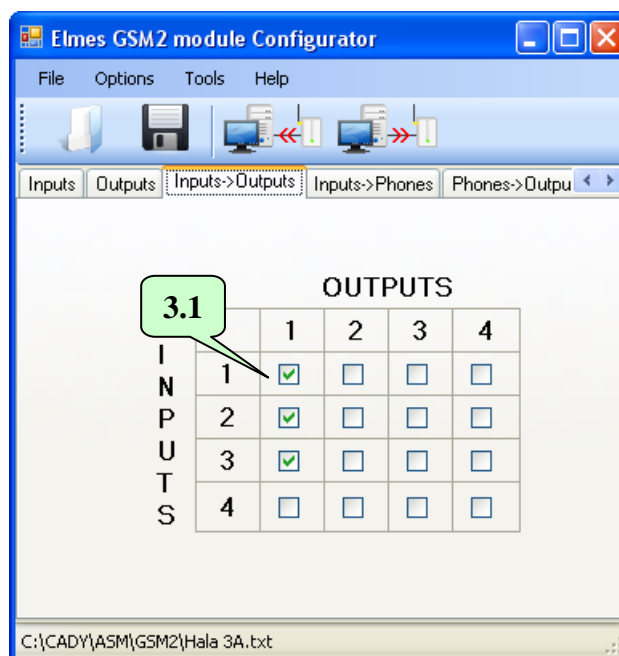 Elmes GSM2 module Configurator
File Options Tools Help
Inputs Outputs Inputs->Outputs Inputs->Phones Phones->Outpu
OUTPUTS
3.1
1 2 3 4
INPUTS
1
2
3
4
C:\CADY\ASM\GSM2\Hala 3A.txt